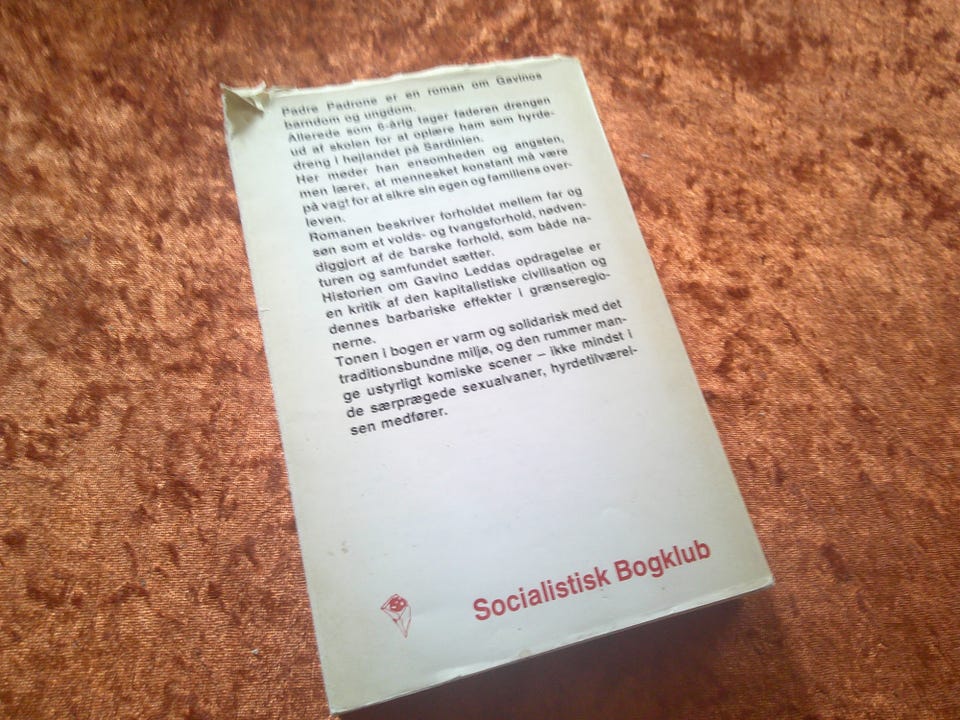 Padre Padrone er en roman om Gavinos
barndom og ungdom.
Allerede som 6-årig tager faderen drengen
ud af skolen for at oplære ham som hyrde-
dreng i højlandet på Sardinien.
Her møder han ensomheden og angsten,
men lærer, at mennesket konstant må være
på vagt for at sikre sin egen og familiens over-
leven.
Romanen beskriver forholdet mellem far og
søn som et volds- og tvangsforhold, nødven-
diggjort af de barske forhold, som både na-
turen og samfundet sætter.
Historien om Gavino Leddas opdragelse er
en kritik af den kapitalistiske civilisation og
dennes barbariske effekter i grænseregio-
nerne.
Tonen i bogen er varm og solidarisk med det
traditionsbundne miljø, og den rummer man-
ge ustyrligt komiske scener – ikke mindst i
de særprægede sexualvaner, hyrdetilværel-
sen medfører.
Socialistisk Bogklub